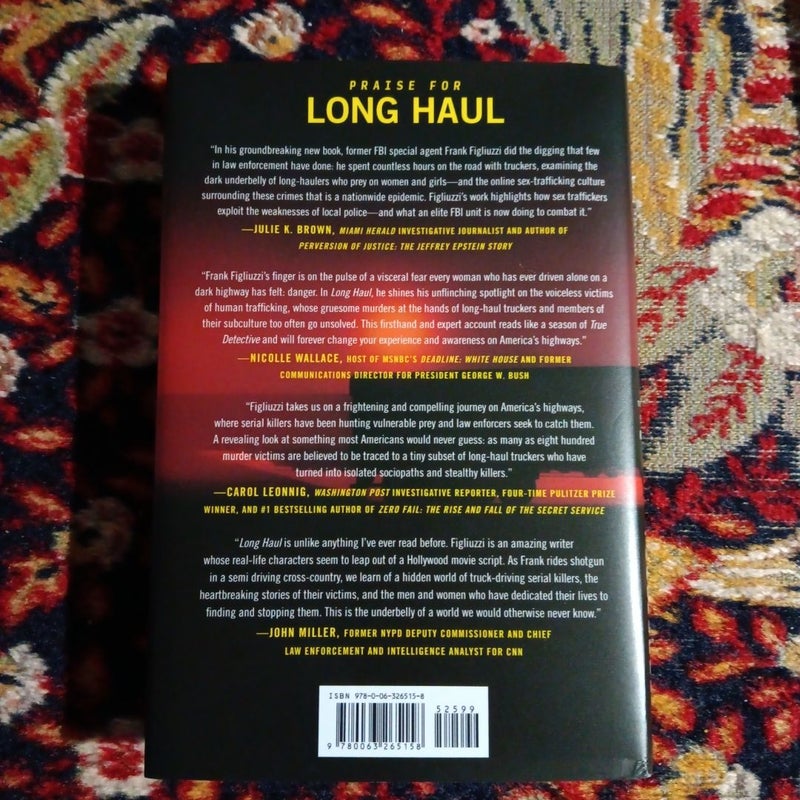 PRAISE FOR
LONG HAUL
"In his groundbreaking new book, former FBI special agent Frank Figliuzzi did the digging that few
in law enforcement have done: he spent countless hours on the road with truckers, examining the
dark underbelly of long-haulers who prey on women and girls—and the online sex-trafficking culture
surrounding these crimes that is a nationwide epidemic. Figliuzzi's work highlights how sex traffickers
exploit the weaknesses of local police—and what an elite FBI unit is now doing to combat it."
—JULIE K. BROWN, MIAMI HERALD INVESTIGATIVE JOURNALIST AND AUTHOR OF
PERVERSION OF JUSTICE: THE JEFFREY EPSTEIN STORY
"Frank Figliuzzi's finger is on the pulse of a visceral fear every woman who has ever driven alone on a
dark highway has felt: danger. In Long Haul, he shines his unflinching spotlight on the voiceless victims
of human trafficking, whose gruesome murders at the hands of long-haul truckers and members of
their subculture too often go unsolved. This firsthand and expert account reads like a season of True
Detective and will forever change your experience and awareness on America's highways."
—NICOLLE WALLACE, HOST OF MSNBC'S DEADLINE: WHITE HOUSE AND FORMER
COMMUNICATIONS DIRECTOR FOR PRESIDENT GEORGE W. BUSH
"Figliuzzi takes us on a frightening and compelling journey on America's highways,
where serial killers have been hunting vulnerable prey and law enforcers seek to catch them.
A revealing look at something most Americans would never guess: as many as eight hundred
murder victims are believed to be traced to a tiny subset of long-haul truckers who have
turned into isolated sociopaths and stealthy killers."
—CAROL LEONNIG, WASHINGTON POST INVESTIGATIVE REPORTER, FOUR-TIME PULITZER PRIZE
WINNER, AND #1 BESTSELLING AUTHOR OF ZERO FAIL: THE RISE AND FALL OF THE SECRET SERVICE
"Long Haul is unlike anything I've ever read before. Figliuzzi is an amazing writer
whose real-life characters seem to leap out of a Hollywood movie script. As Frank rides shotgun
in a semi driving cross-country, we learn of a hidden world of truck-driving serial killers, the
heartbreaking stories of their victims, and the men and women who have dedicated their lives to
finding and stopping them. This is the underbelly of a world we would otherwise never know."
—JOHN MILLER, FORMER NYPD DEPUTY COMMISSIONER AND CHIEF
LAW ENFORCEMENT AND INTELLIGENCE ANALYST FOR CNN
ISBN 978-0-06-326515-8
52599
9 780063 265158